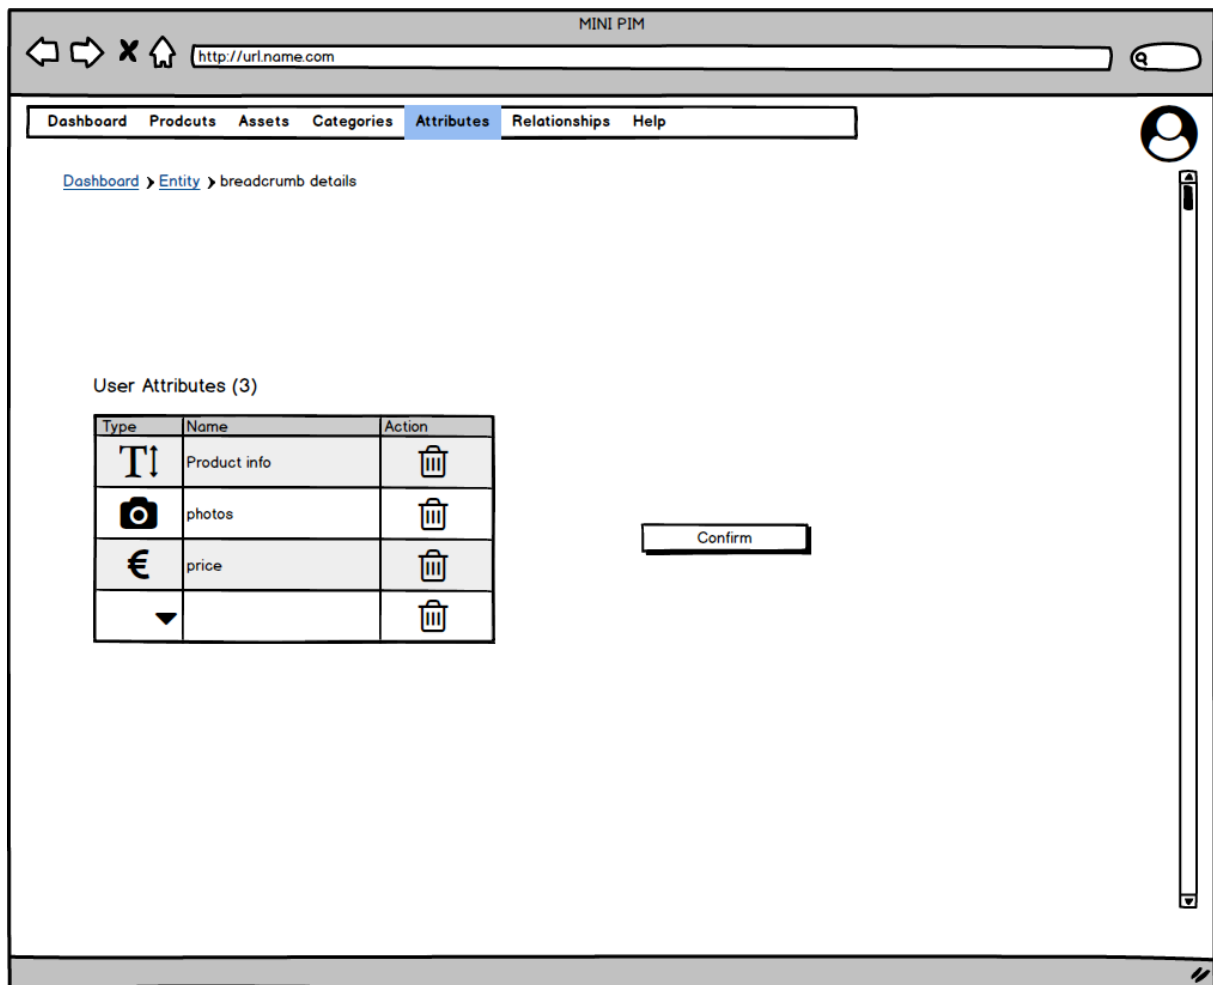 MINI PIM
http://url.name.com
Dashboard Prodcuts Assets Categories Attributes Relationships Help
Dashboard > Entity > breadcrumb details
User Attributes (3)
Type Name Action
T Product info
photos
Confirm
€ price